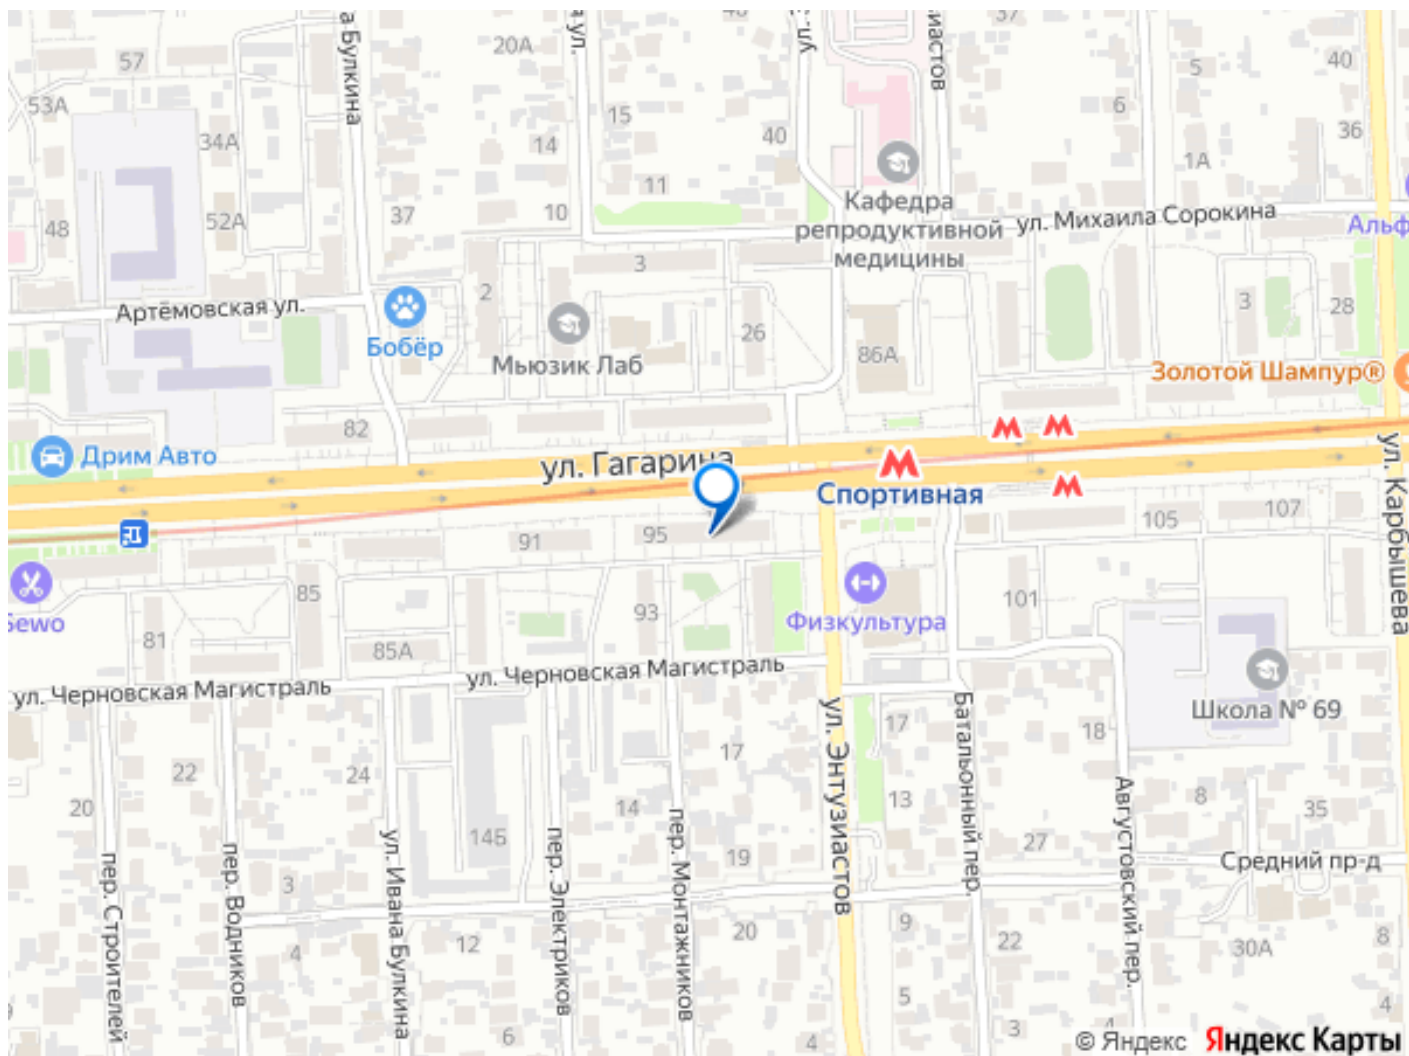 57
53А
34А
52А
48
37
20А
14
10
15
11
40
37
5
6
40
36
1А
а Булкина
а ул.
ул.
Кафедра
репродуктивной
медицины
ул. Михаила Сорокина
Альф
Артёмовская ул.
Бобёр
2
3
Мьюзик Лаб
26
86А
3
28
Золотой Шампур®
82
Дрим Авто
ул. Гагарина
Спортивная
ул. Карбышева
91
95
105
107
85
81
85А
93
101
Физкультура
ул. Черновская Магистраль
ул. Черновская Магистраль
Школа № 69
17
18
17
22
24
20
14
13
8
35
145
27
19
Средний пр-д
3
4
12
20
9
22
30А
8
6
5
3
4
4
пер. Строителей
пер. Водников
ул. Ивана Булкина
пер. Электриков
пер. Монтажников
ул. Энтузиастов
Батальонный пер.
Августовский пер.
© Яндекс Яндекс Карты